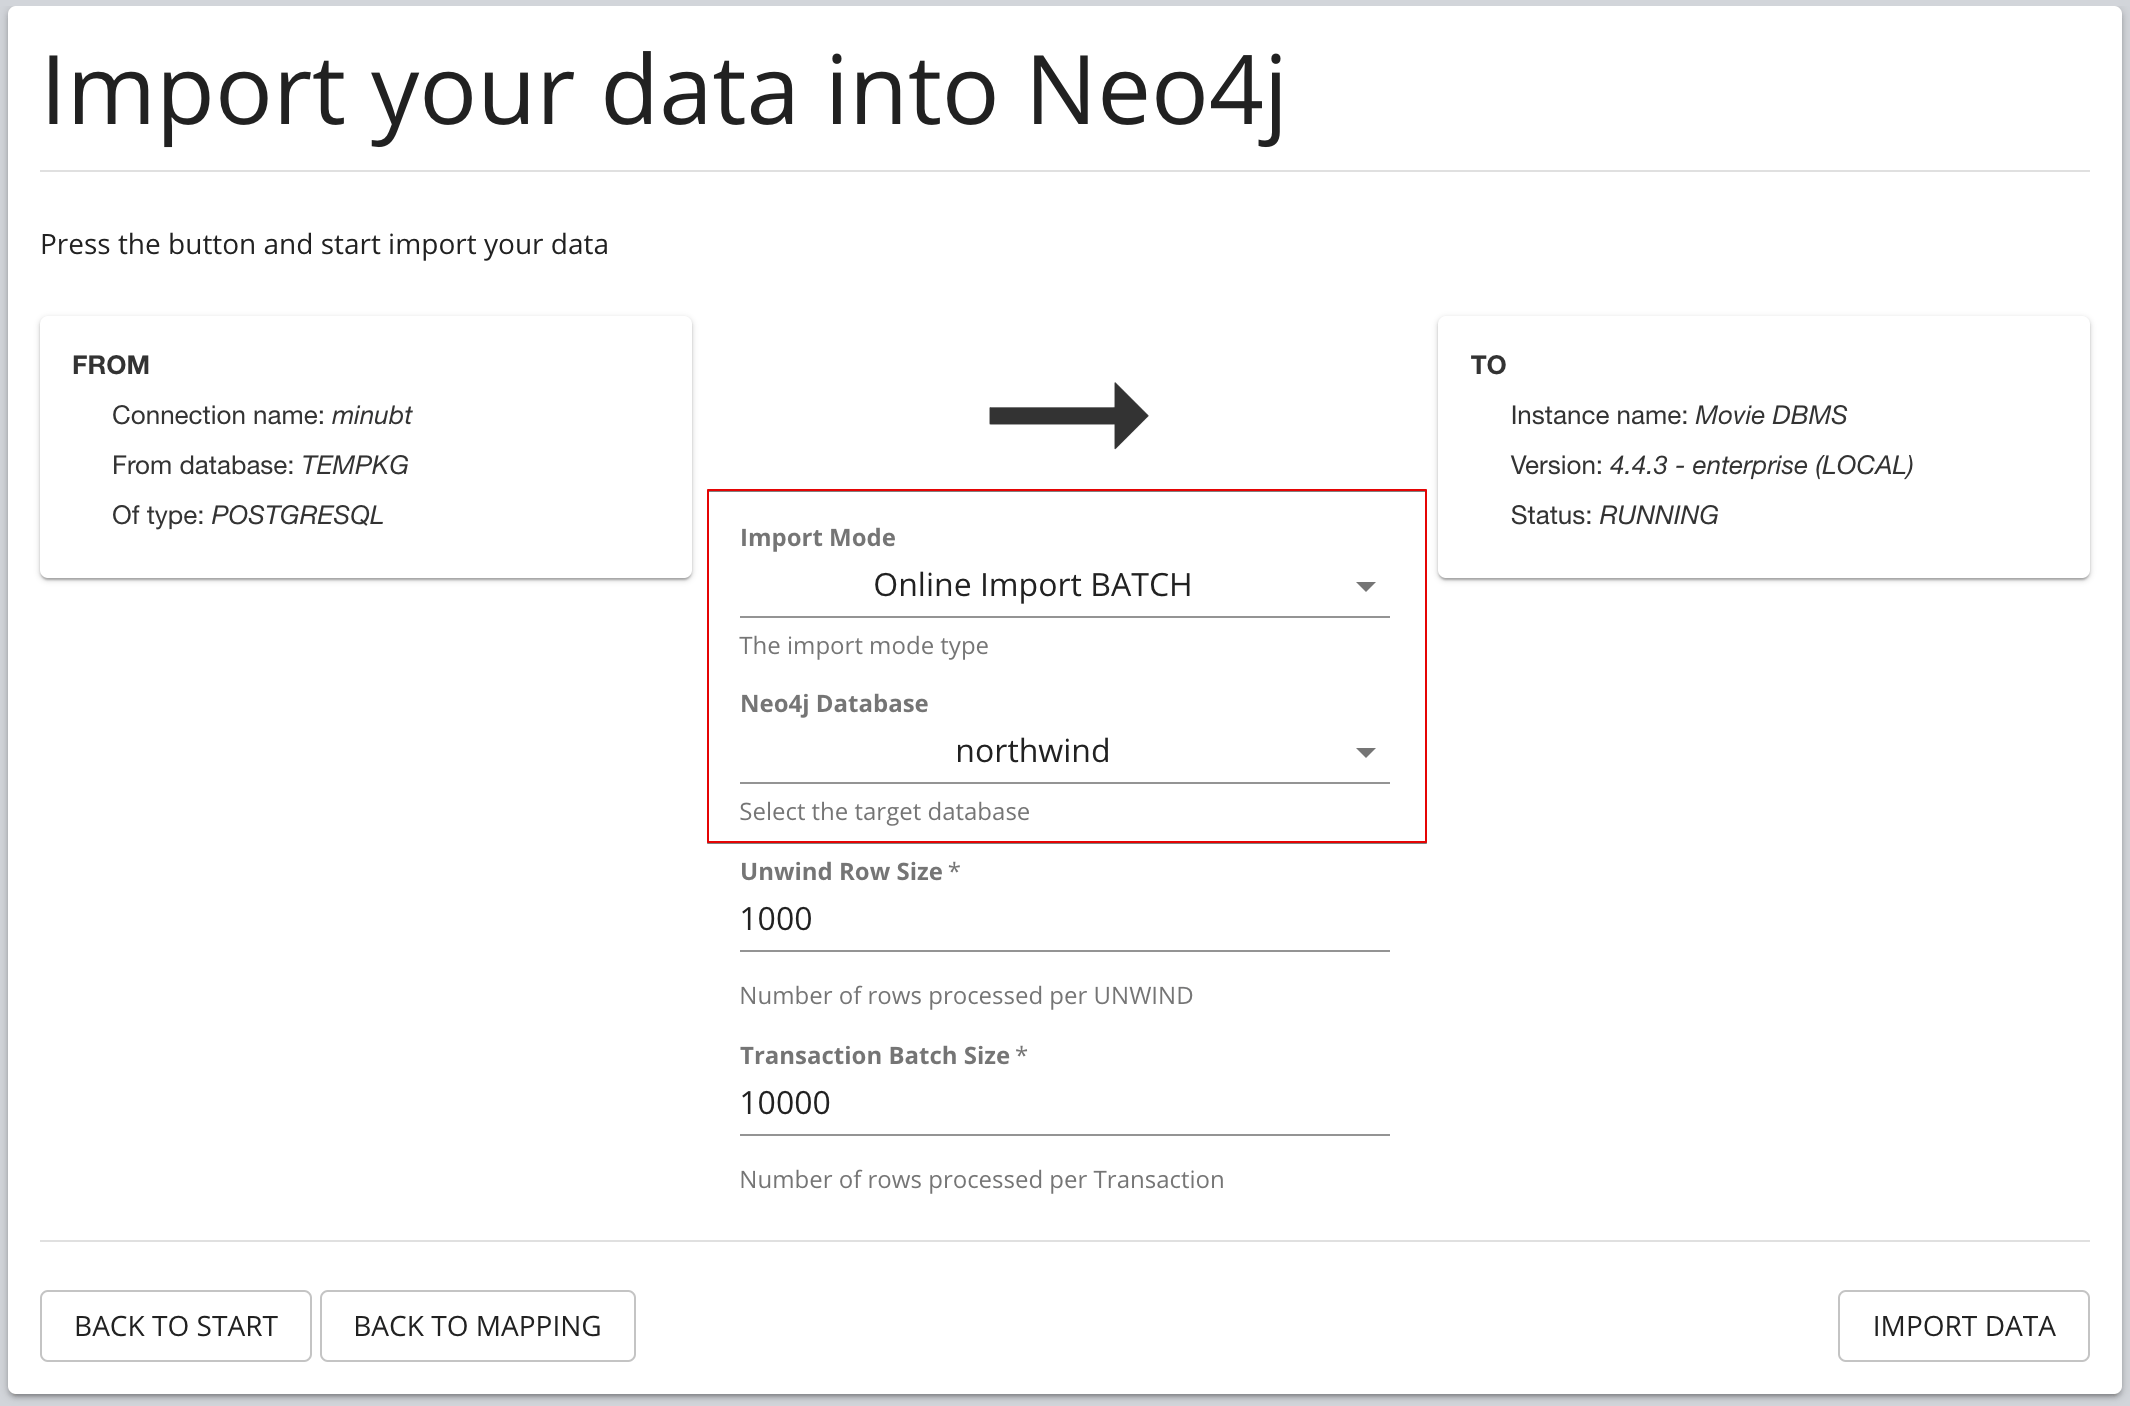 Import your data into Neo4j
Press the button and start import your data
FROM
Connection name: minubt
From database: TEMPKG
Of type: POSTGRESQL
TO
Instance name: Movie DBMS
Version: 4.4.3 - enterprise (LOCAL)
Status: RUNNING
Import Mode
Online Import BATCH
The import mode type
Neo4j Database
northwind
Select the target database
Unwind Row Size *
1000
Number of rows processed per UNWIND
Transaction Batch Size *
10000
Number of rows processed per Transaction
BACK TO START
BACK TO MAPPING
IMPORT DATA